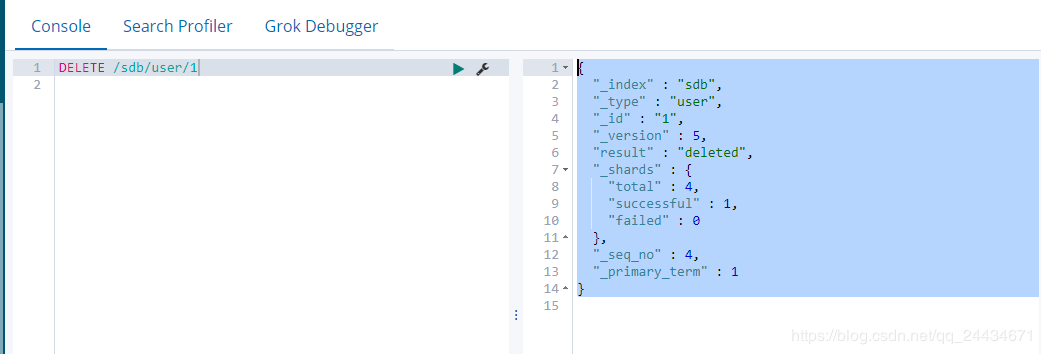 Console Search Profiler Grok Debugger
1 DELETE /sdb/user/1
2
1 {
2 "_index" : "sdb",
3 "_type" : "user",
4 "_id" : "1",
5 "_version" : 5,
6 "result" : "deleted",
7 "_shards" : {
8 "total" : 4,
9 "successful" : 1,
10 "failed" : 0
11 },
12 "_seq_no" : 4,
13 "_primary_term" : 1
14 }
15
https://blog.csdn.net/qq_24434671